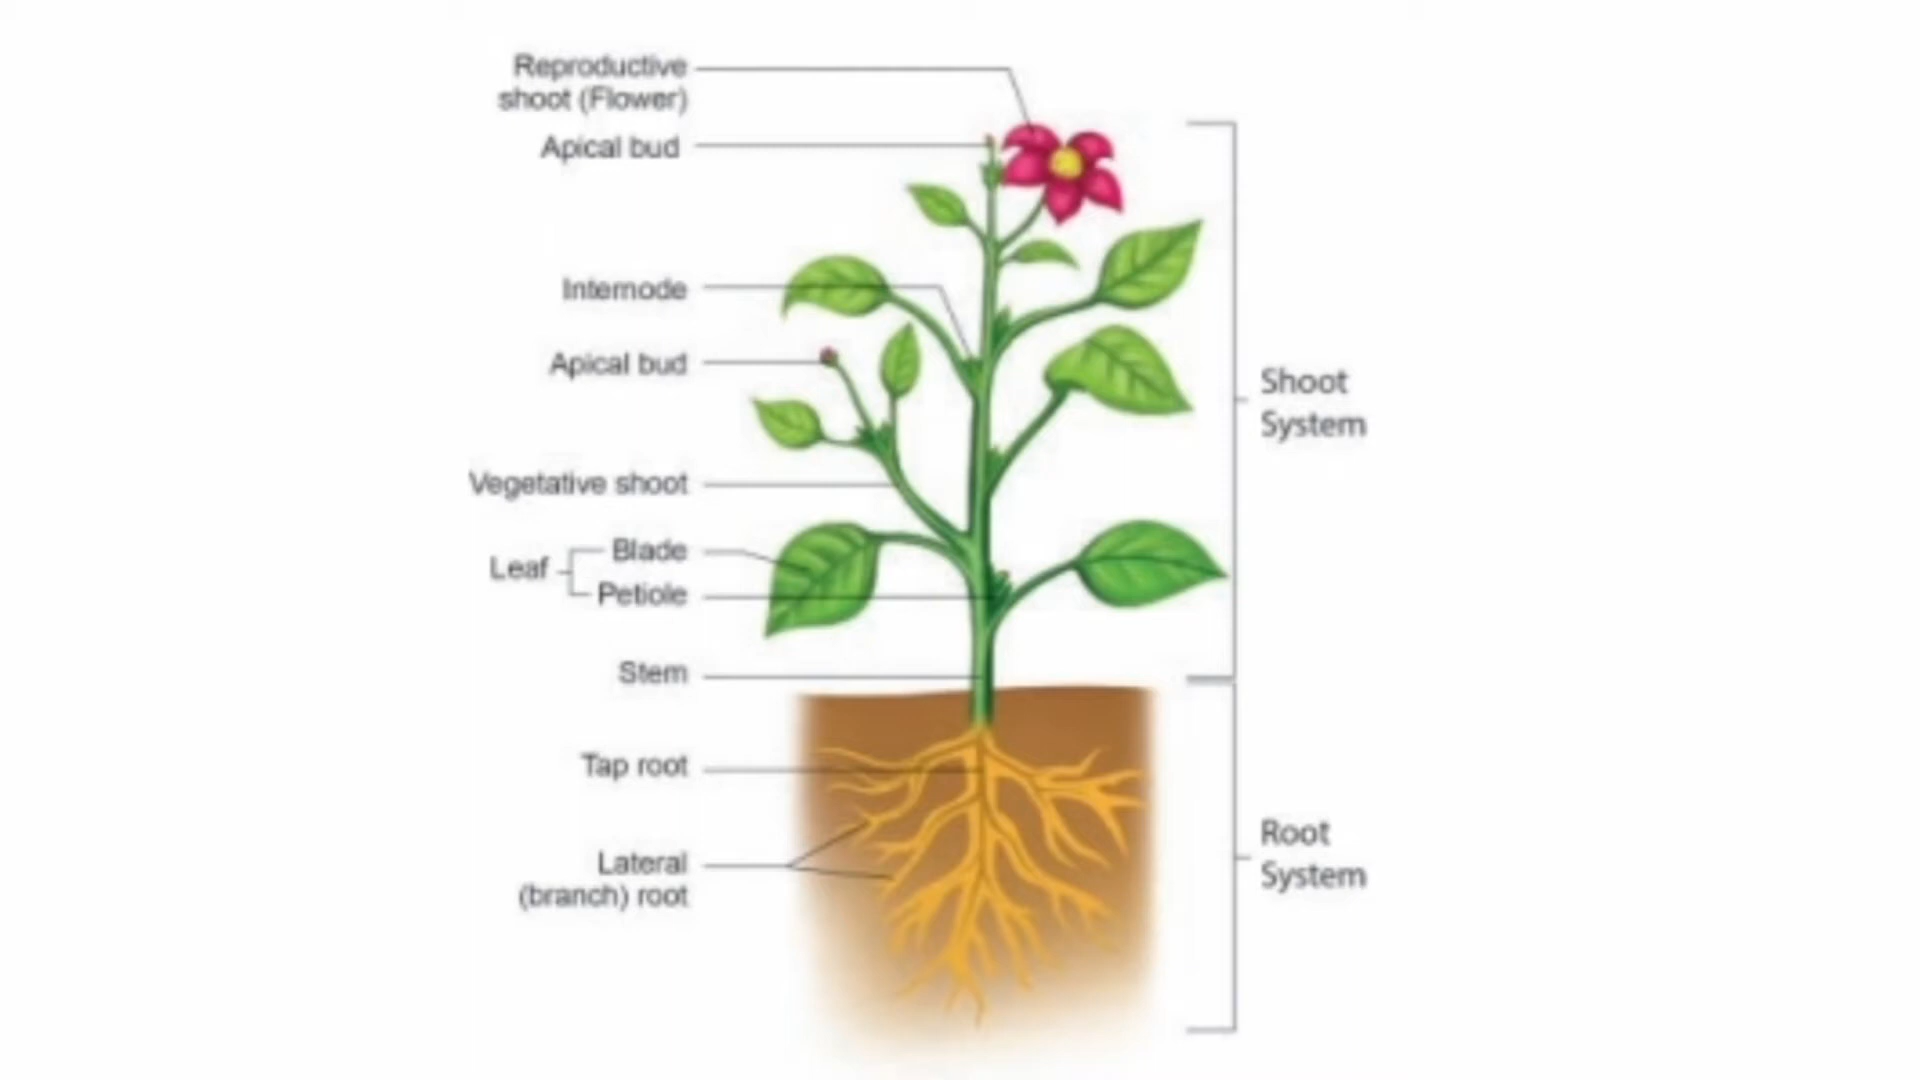 Reproductive
shoot (Flower)
Apical bud
Internode
Apical bud
Vegetative shoot
Leaf
Blade
Petiole
Stem
Tap root
Lateral
(branch) root
Shoot
System
Root
System